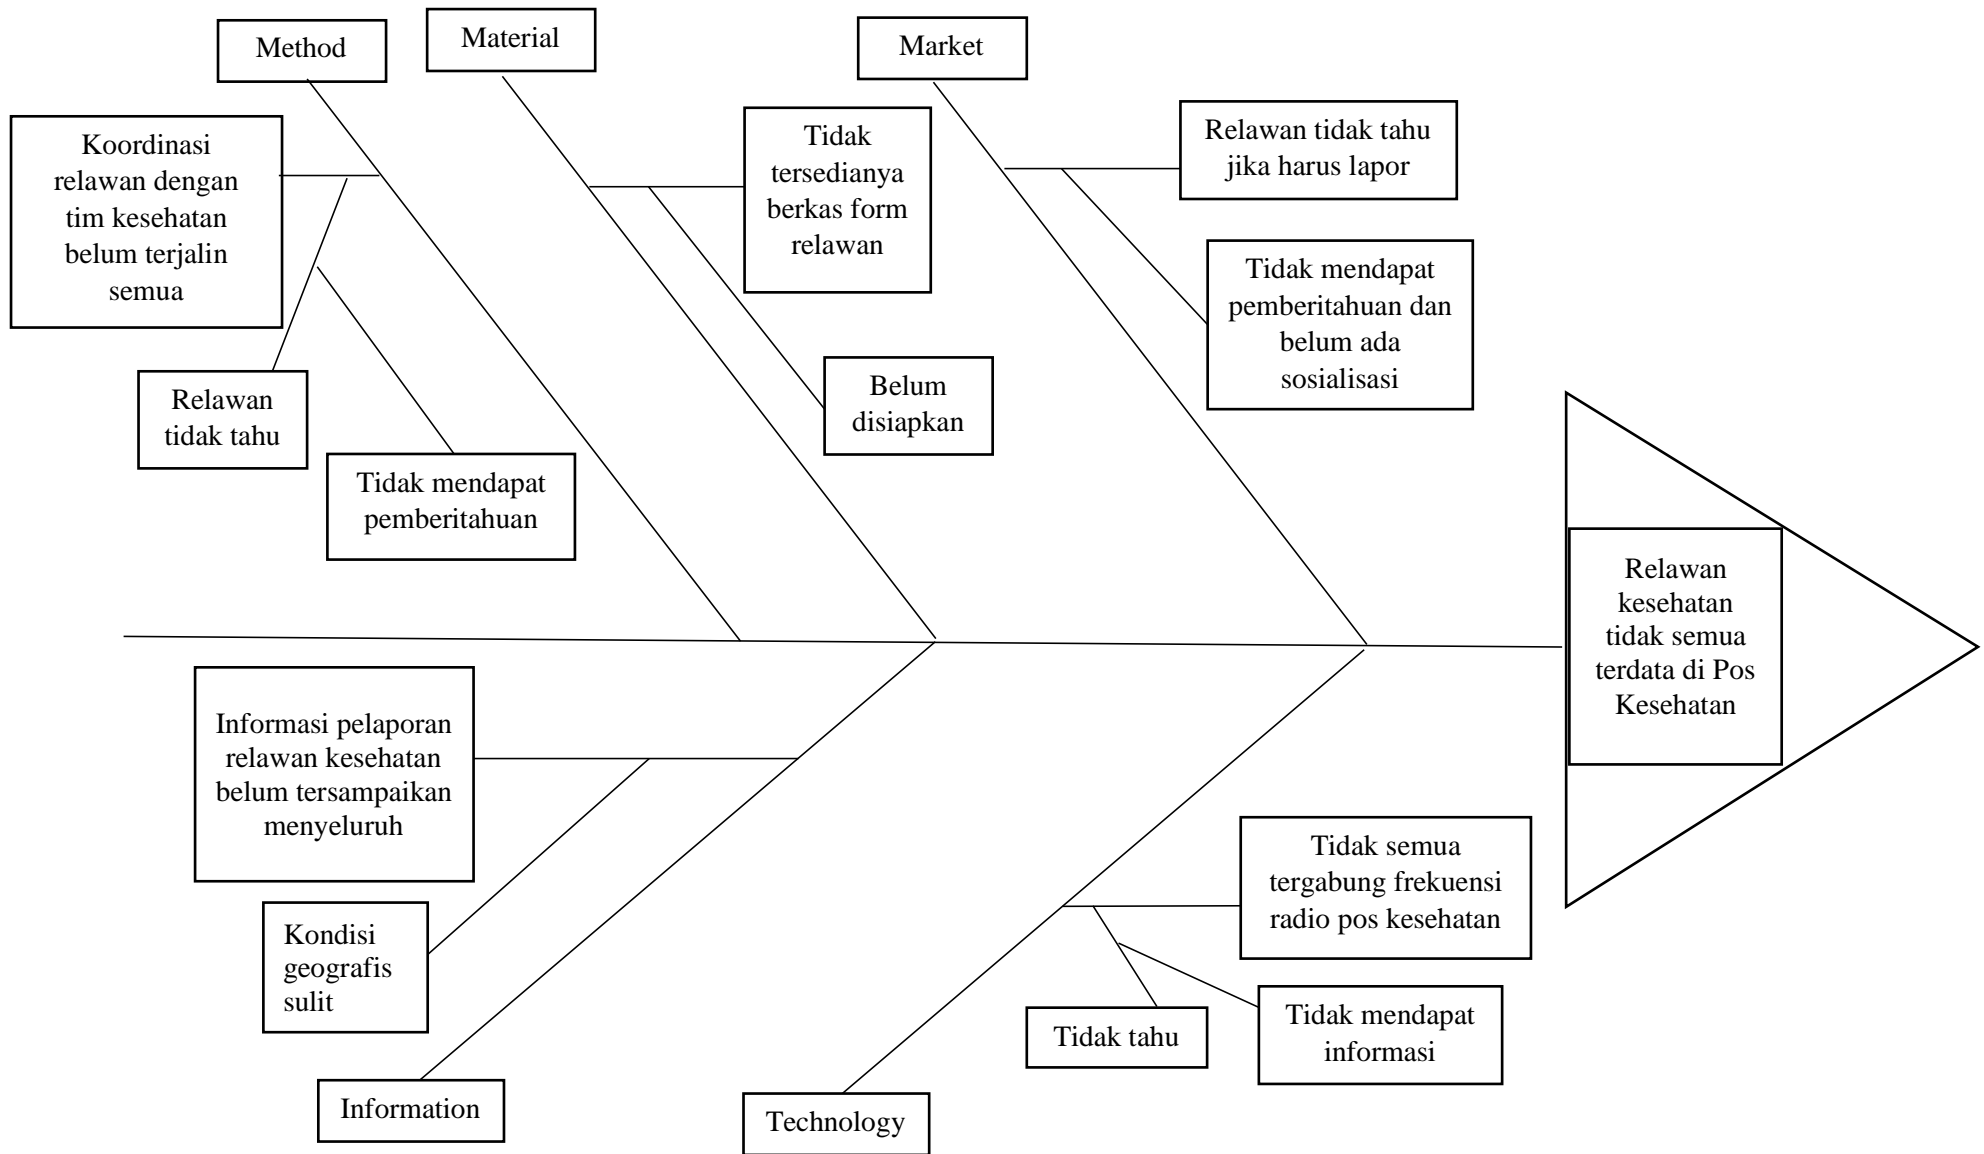 Method
Material
Market
Koordinasi
relawan dengan
tim kesehatan
belum terjalin
semua
Relawan
tidak tahu
Tidak mendapat
pemberitahuan
Tidak
tersedianya
berkas form
relawan
Belum
disiapkan
Relawan tidak tahu
jika harus lapor
Tidak mendapat
pemberitahuan dan
belum ada
sosialisasi
Relawan
kesehatan
tidak semua
terdata di Pos
Kesehatan
Informasi pelaporan
relawan kesehatan
belum tersampaikan
menyeluruh
Kondisi
geografis
sulit
Information
Tidak semua
tergabung frekuensi
radio pos kesehatan
Tidak tahu
Tidak mendapat
informasi
Technology